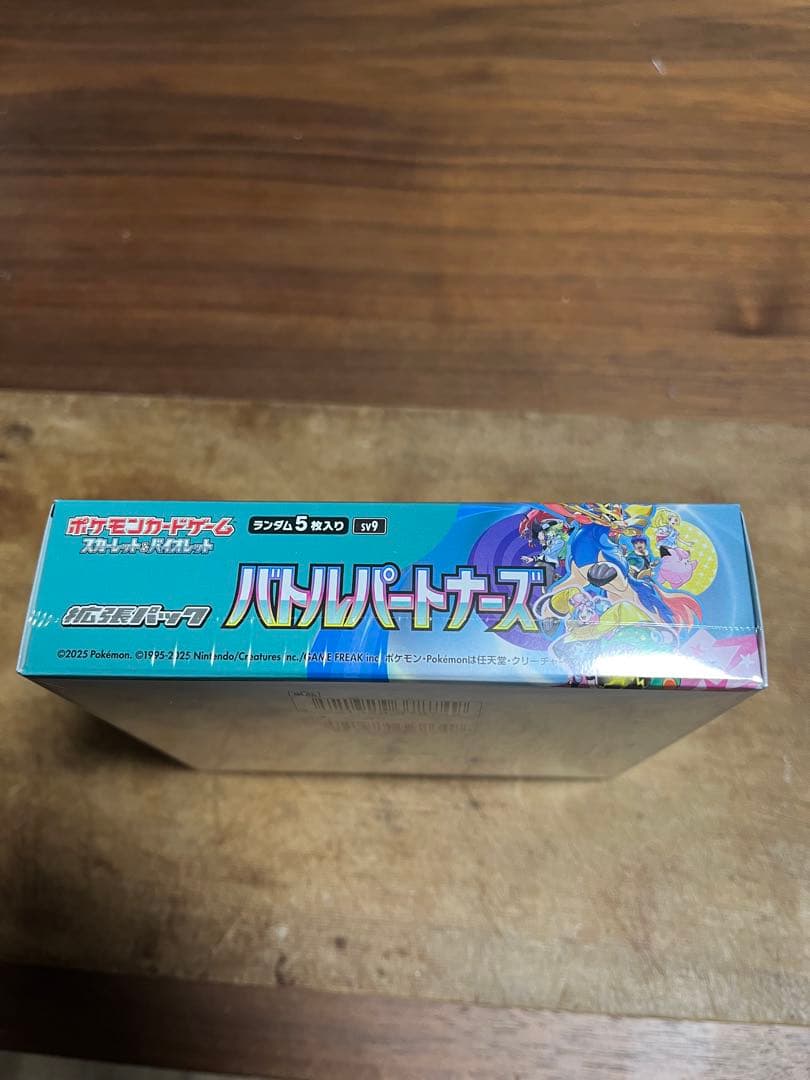 ポケモンカードゲーム
スカーレット&バイオレット
ランダム5枚入り
SV9
拡張パック
バトルパートナーズ
©2025 Pokémon. ©1995-2025 Nintendo/Creatures Inc./GAME FREAK inc. ポケモン・Pokémonは任天堂・クリーチャ